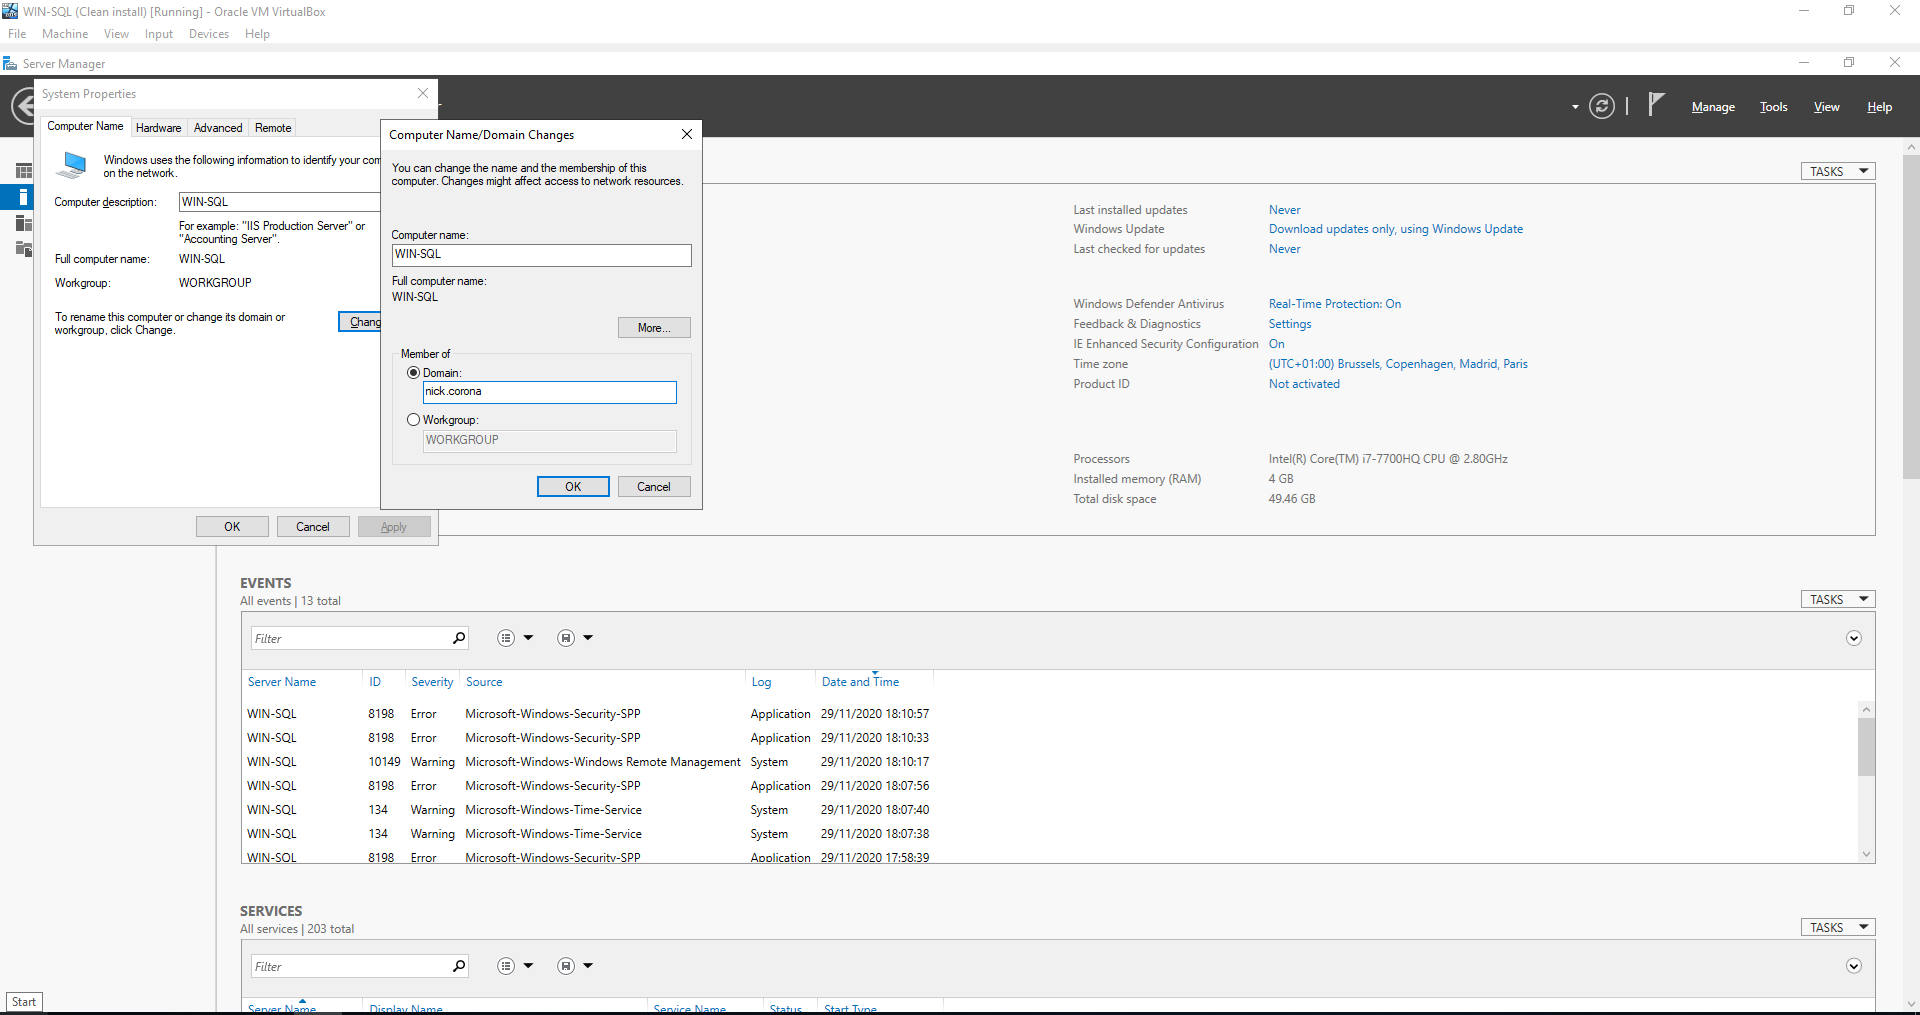 WIN-SQL (Clean install) [Running] - Oracle VM VirtualBox
File Machine View Input Devices Help
Server Manager
Manage Tools View Help
System Properties
Computer Name Hardware Advanced Remote
Windows uses the following information to identify your com
on the network.
Computer description: WIN-SQL
For example: "IIS Production Server" or
"Accounting Server".
Full computer name: WIN-SQL
Workgroup: WORKGROUP
To rename this computer or change its domain or
workgroup, click Change.
Chang
OK Cancel Apply
Computer Name/Domain Changes
You can change the name and the membership of this
computer. Changes might affect access to network resources.
Computer name:
WIN-SQL
Full computer name:
WIN-SQL
More...
Member of
Domain:
nick.corona
Workgroup:
WORKGROUP
OK Cancel
TASKS
Last installed updates Never
Windows Update Download updates only, using Windows Update
Last checked for updates Never
Windows Defender Antivirus Real-Time Protection: On
Feedback & Diagnostics Settings
IE Enhanced Security Configuration On
Time zone (UTC+01:00) Brussels, Copenhagen, Madrid, Paris
Product ID Not activated
Processors Intel(R) Core(TM) i7-7700HQ CPU @ 2.80GHz
Installed memory (RAM) 4 GB
Total disk space 49.46 GB
EVENTS
All events | 13 total
TASKS
Filter
Server Name ID Severity Source Log Date and Time
WIN-SQL 8198 Error Microsoft-Windows-Security-SPP Application 29/11/2020 18:10:57
WIN-SQL 8198 Error Microsoft-Windows-Security-SPP Application 29/11/2020 18:10:33
WIN-SQL 10149 Warning Microsoft-Windows-Windows Remote Management System 29/11/2020 18:10:17
WIN-SQL 8198 Error Microsoft-Windows-Security-SPP Application 29/11/2020 18:07:56
WIN-SQL 134 Warning Microsoft-Windows-Time-Service System 29/11/2020 18:07:40
WIN-SQL 134 Warning Microsoft-Windows-Time-Service System 29/11/2020 18:07:38
WIN-SQL 8198 Error Microsoft-Windows-Security-SPP Application 29/11/2020 17:58:39
SERVICES
All services | 203 total
TASKS
Filter
Server Name Display Name Service Name Status Start Type
Start